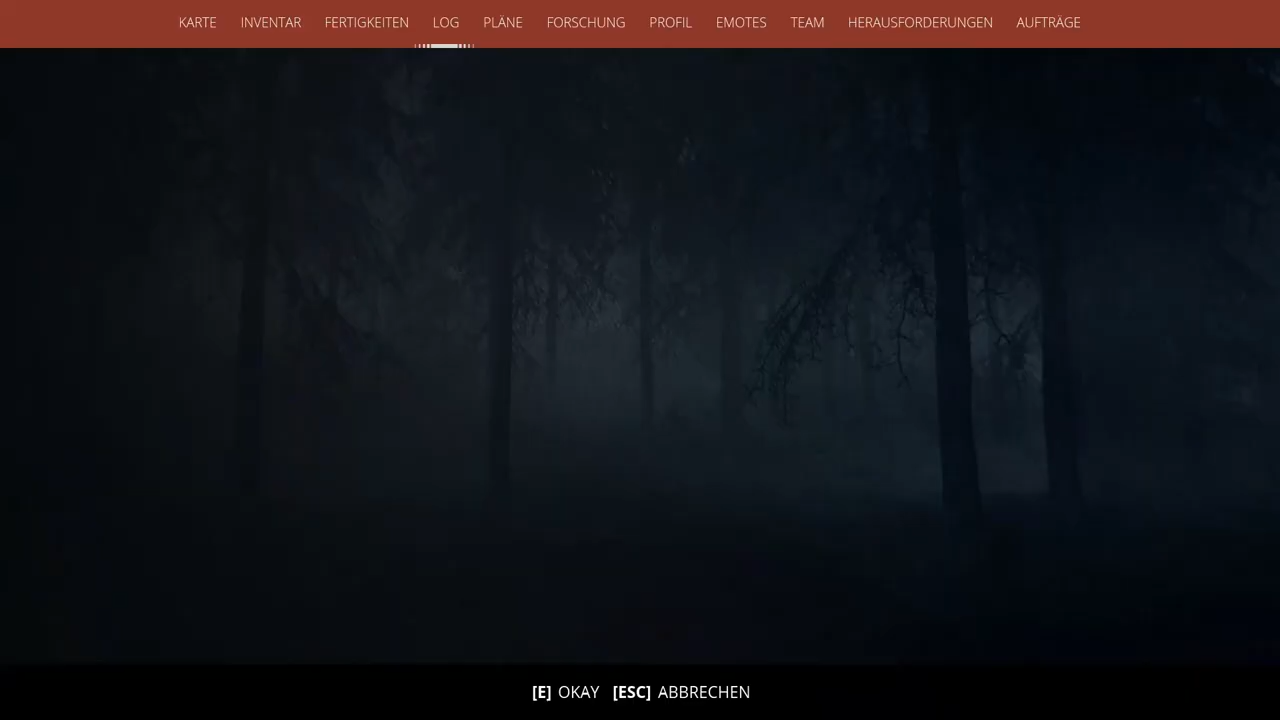 KARTE INVENTAR FERTIGKEITEN LOG PLÄNE FORSCHUNG PROFIL EMOTES TEAM HERAUSFORDERUNGEN AUFTRÄGE
[E] OKAY [ESC] ABBRECHEN